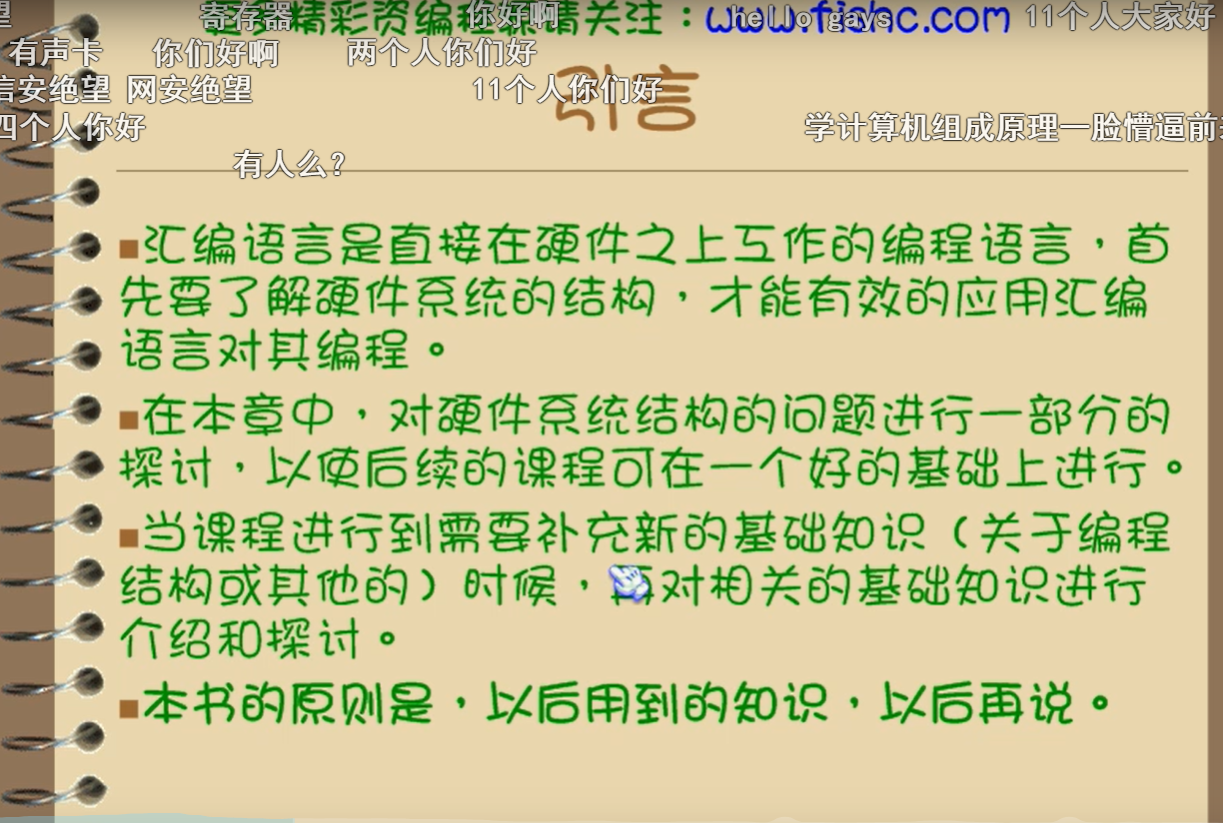 寄存器
你好啊
hello gays
11个人大家好
精彩资编程
请关注：www.fishc.com
有声卡
你们好啊
两个人你们好
信安绝望
网安绝望
11个人你们好
引言
四个人你好
学计算机组成原理一脸懵逼前
有人么？
■汇编语言是直接在硬件之上工作的编程语言，首
先要了解硬件系统的结构，才能有效的应用汇编
语言对其编程。
■在本章中，对硬件系统结构的问题进行一部分的
探讨，以使后续的课程可在一个好的基础上进行。
■当课程进行到需要补充新的基础知识（关于编程
结构或其他的）时候，再对相关的基础知识进行
介绍和探讨。
■本书的原则是，以后用到的知识，以后再说。